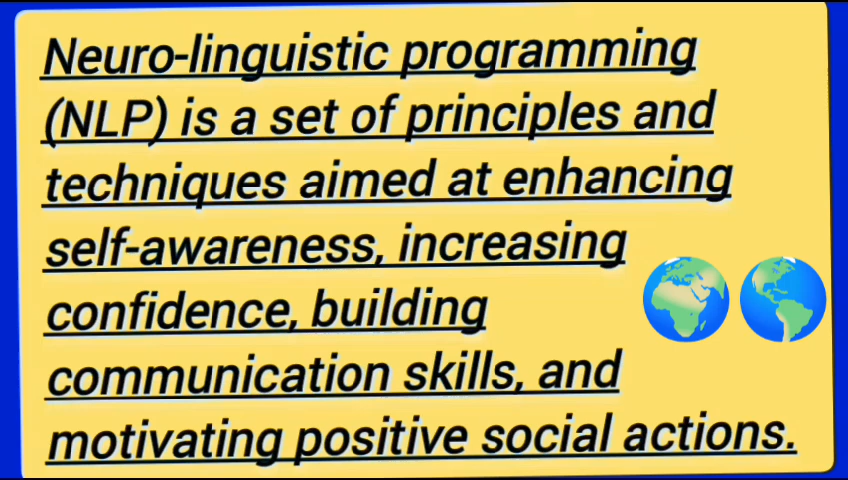 Neuro-linguistic programming
(NLP) is a set of principles and
techniques aimed at enhancing
self-awareness, increasing
confidence, building
communication skills, and
motivating positive social actions.